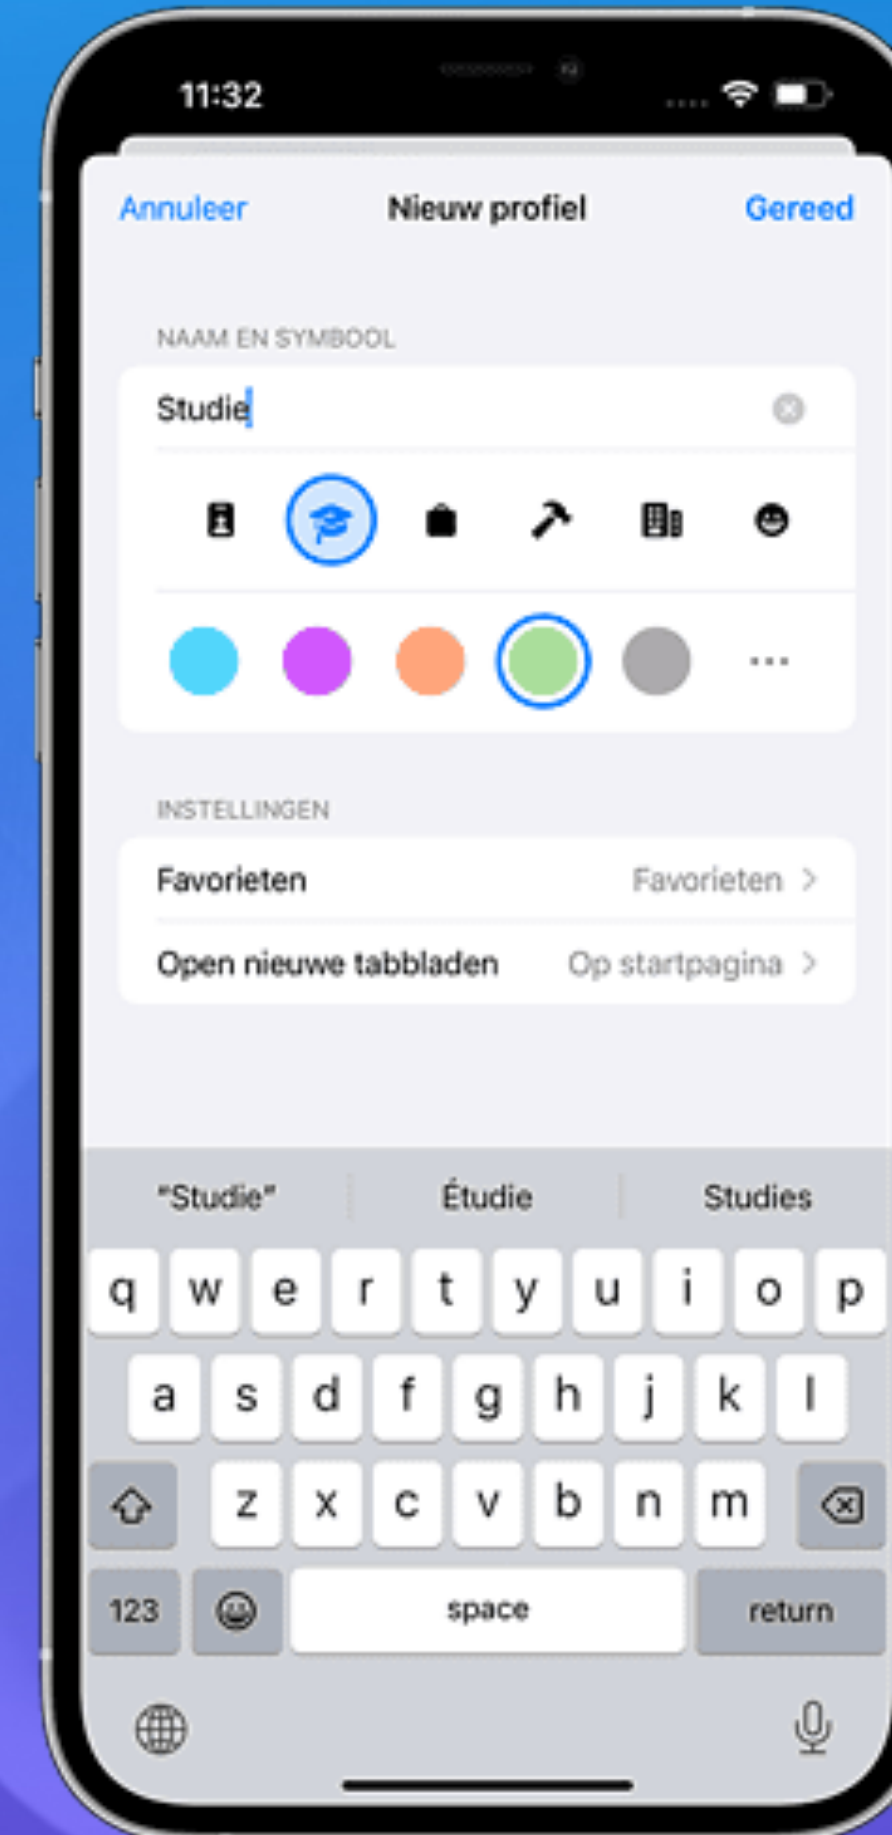 11:32
Annuleer Nieuw profiel Gereed
NAAM EN SYMBOOL
Studie
INSTELLINGEN
Favorieten Favorieten
Open nieuwe tabbladen Op startpagina
"Studie" Étudie Studies
q w e r t y u i o p
a s d f g h j k l
z x c v b n m
123 space return